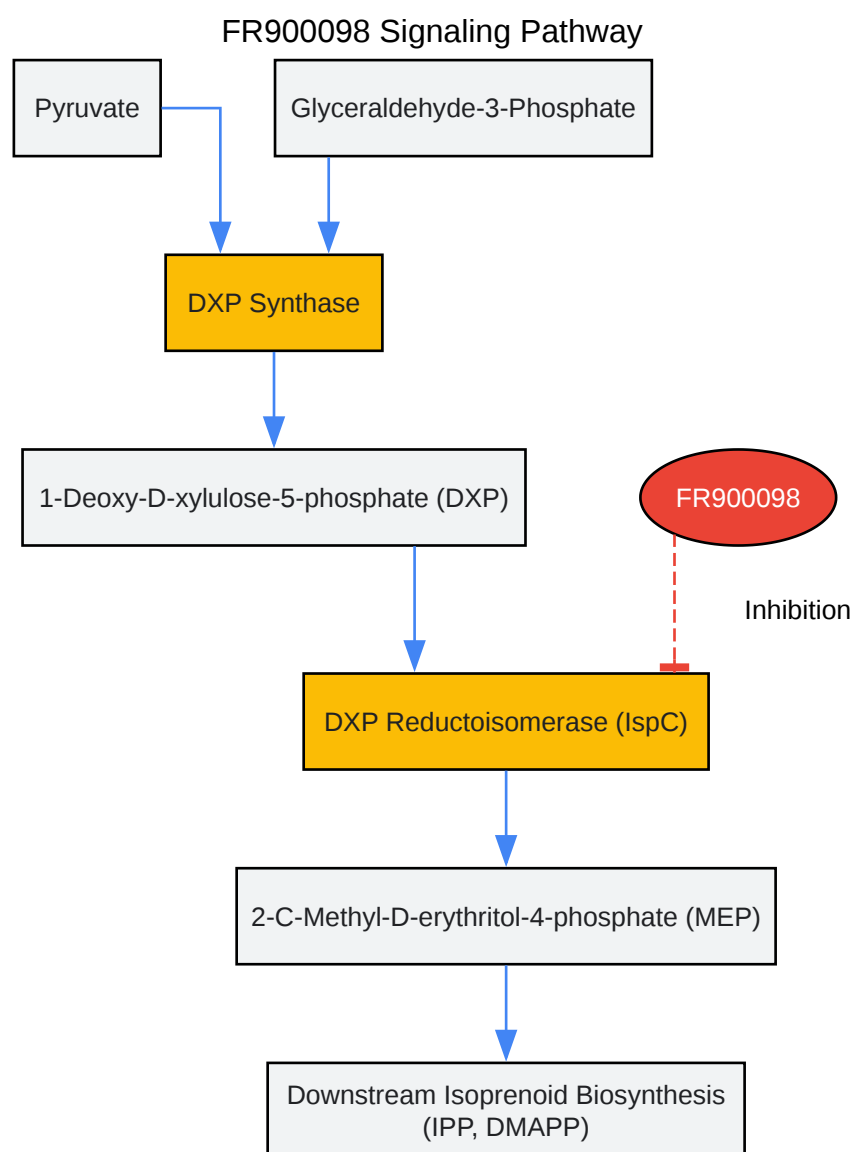 FR900098 Signaling Pathway
Pyruvate
Glyceraldehyde-3-Phosphate
DXP Synthase
1-Deoxy-D-xylulose-5-phosphate (DXP)
FR900098
Inhibition
DXP Reductoisomerase (IspC)
2-C-Methyl-D-erythritol-4-phosphate (MEP)
Downstream Isoprenoid Biosynthesis
(IPP, DMAPP)